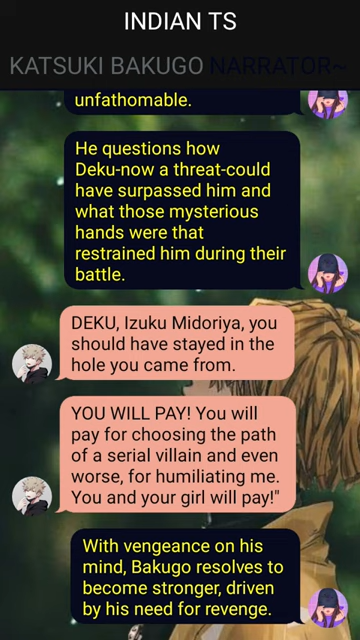 INDIAN TS
KATSUKI BAKUGO NARRATOR~
unfathomable.
He questions how
Deku-now a threat-could
have surpassed him and
what those mysterious
hands were that
restrained him during their
battle.
DEKU, Izuku Midoriya, you
should have stayed in the
hole you came from.
YOU WILL PAY! You will
pay for choosing the path
of a serial villain and even
worse, for humiliating me.
You and your girl will pay!"
With vengeance on his
mind, Bakugo resolves to
become stronger, driven
by his need for revenge.